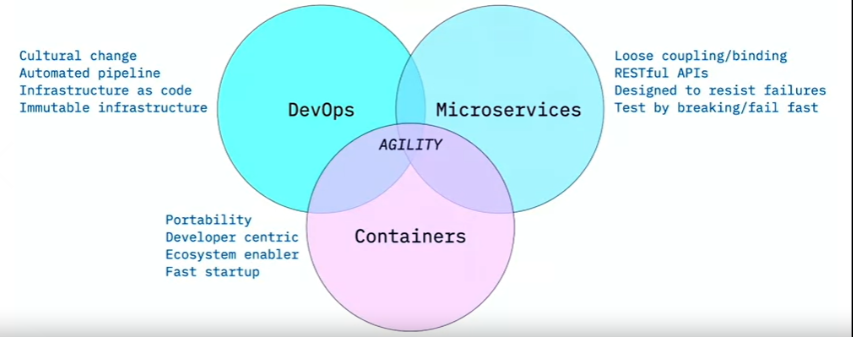 Cultural change
Automated pipeline
Infrastructure as code
Immutable infrastructure
DevOps
Microservices
Loose coupling/binding
RESTful APIs
Designed to resist failures
Test by breaking/fail fast
AGILITY
Portability
Developer centric
Ecosystem enabler
Fast startup
Containers